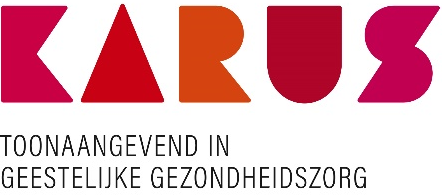 KARUS
TOONAANGEVEND IN
GEESTELIJKE GEZONDHEIDSZORG